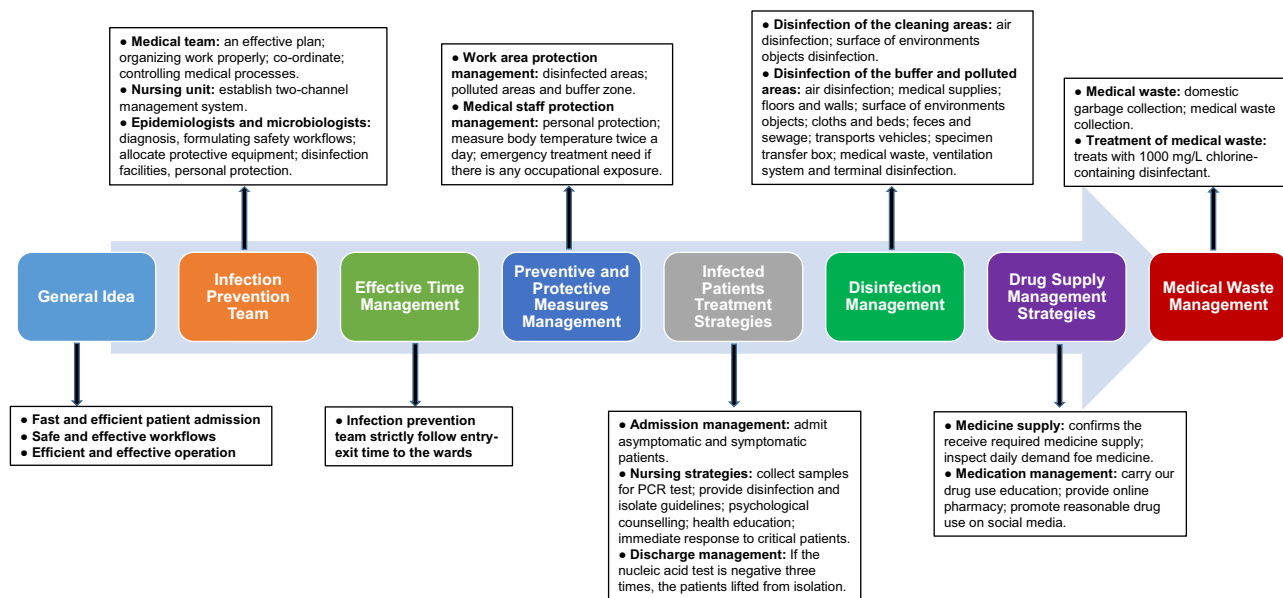 ● Medical team: an effective plan;
organizing work properly; co-ordinate;
controlling medical processes.
● Nursing unit: establish two-channel
management system.
● Epidemiologists and microbiologists:
diagnosis, formulating safety workflows;
allocate protective equipment; disinfection
facilities, personal protection.
● Work area protection
management: disinfected areas;
polluted areas and buffer zone.
● Medical staff protection
management: personal protection;
measure body temperature twice a
day; emergency treatment need if
there is any occupational exposure.
● Disinfection of the cleaning areas: air
disinfection; surface of environments
objects disinfection.
● Disinfection of the buffer and polluted
areas: air disinfection; medical supplies;
floors and walls; surface of environments
objects; cloths and beds; feces and
sewage; transports vehicles; specimen
transfer box; medical waste, ventilation
system and terminal disinfection.
● Medical waste: domestic
garbage collection; medical waste
collection.
● Treatment of medical waste:
treats with 1000 mg/L chlorine-
containing disinfectant.
General Idea
Infection
Prevention
Team
Effective Time
Management
Preventive and
Protective
Measures
Management
Infected
Patients
Treatment
Strategies
Disinfection
Management
Drug Supply
Management
Strategies
Medical Waste
Management
● Fast and efficient patient admission
● Safe and effective workflows
● Efficient and effective operation
● Infection prevention
team strictly follow entry-
exit time to the wards
● Admission management: admit
asymptomatic and symptomatic
patients.
● Nursing strategies: collect samples
for PCR test; provide disinfection and
isolate guidelines; psychological
counselling; health education;
immediate response to critical patients.
● Discharge management: If the
nucleic acid test is negative three
times, the patients lifted from isolation.
● Medicine supply: confirms the
receive required medicine supply;
inspect daily demand foe medicine.
● Medication management: carry our
drug use education; provide online
pharmacy; promote reasonable drug
use on social media.